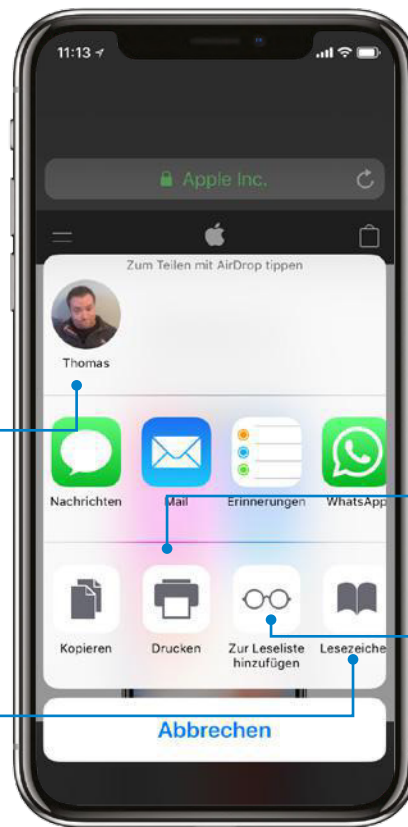 11:13
Apple Inc.
Zum Teilen mit AirDrop tippen
Thomas
Nachrichten
Mail
Erinnerungen
WhatsApp
Kopieren
Drucken
Zur Leseliste
hinzufügen
Lesezeiche
Abbrechen